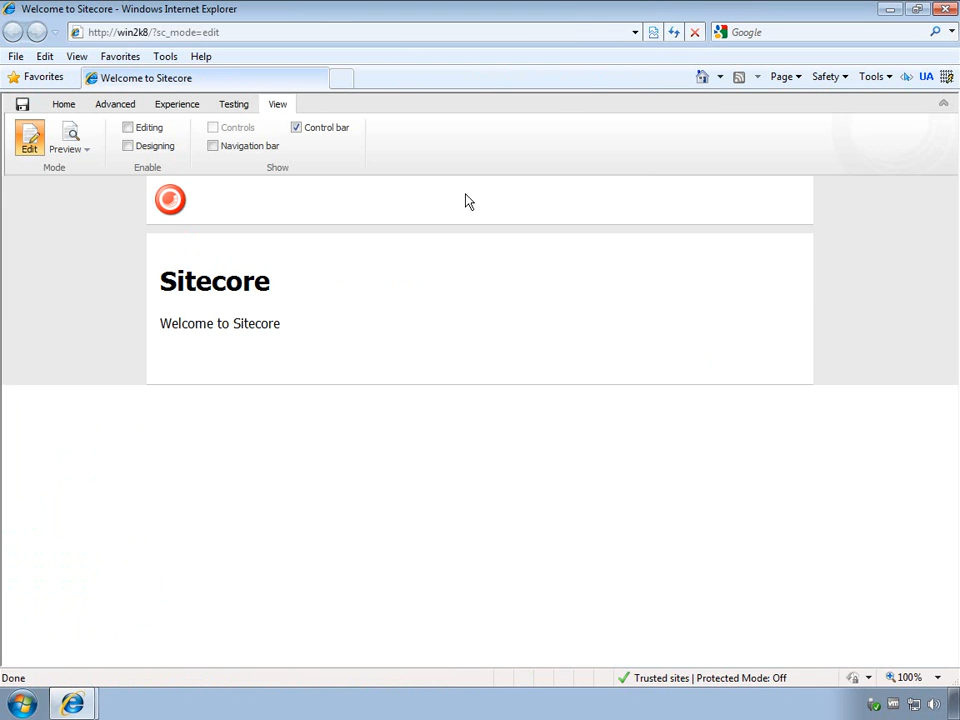 Welcome to Sitecore - Windows Internet Explorer
http://win2k8/?sc_mode=edit
Google
File Edit View Favorites Tools Help
Favorites
Welcome to Sitecore
Page Safety Tools UA
Home Advanced Experience Testing View
Edit
Preview
Editing
Designing
Controls
Navigation bar
Control bar
Mode
Enable
Show
Sitecore
Welcome to Sitecore
Done
Trusted sites | Protected Mode: Off
100%